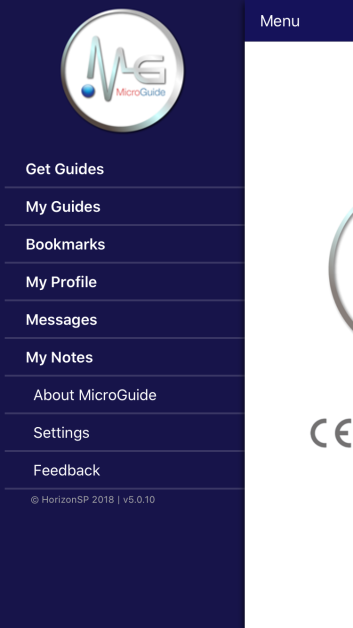 Menu
MG
MicroGuide
Get Guides
My Guides
Bookmarks
My Profile
Messages
My Notes
About MicroGuide
Settings
Feedback
© HorizonSP 2018 | v5.0.10
CE